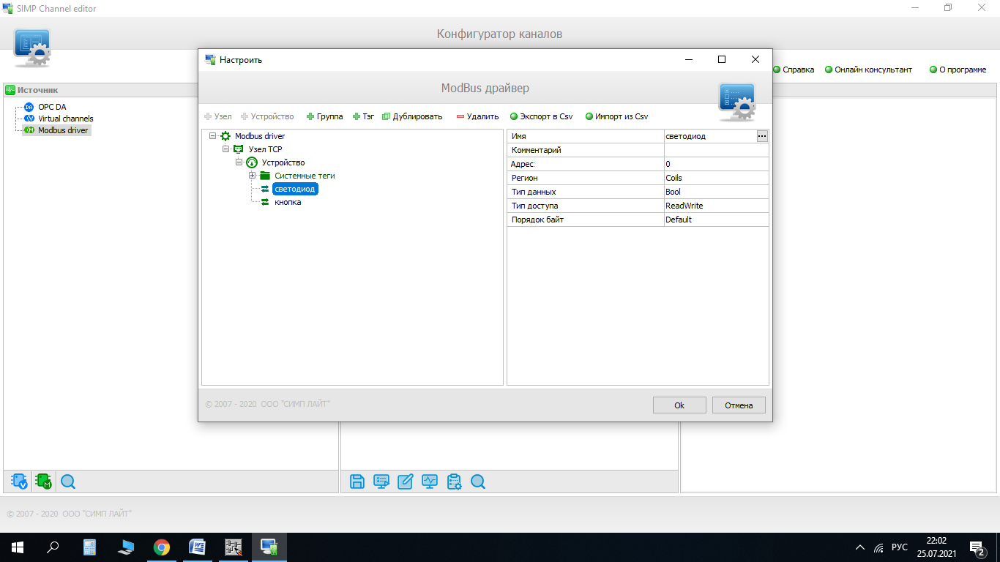 SIMP Channel editor
Конфигуратор каналов
Справка Онлайн консультант О программе
Источник
OPC DA
Virtual channels
Modbus driver
Настроить
ModBus драйвер
Узел Устройство Группа Тэг Дублировать Удалить Экспорт в Csv Импорт из Csv
Modbus driver
Узел TCP
Устройство
Системные теги
светодиод
кнопка
Имя светодиод ...
Комментарий
Адрес: 0
Регион Coils
Тип данных Bool
Тип доступа ReadWrite
Порядок байт Default
© 2007 - 2020 ООО "СИМП ЛАЙТ"
Ok Отмена
© 2007 - 2020 ООО "СИМП ЛАЙТ"
РУС
22:02
25.07.2021
2